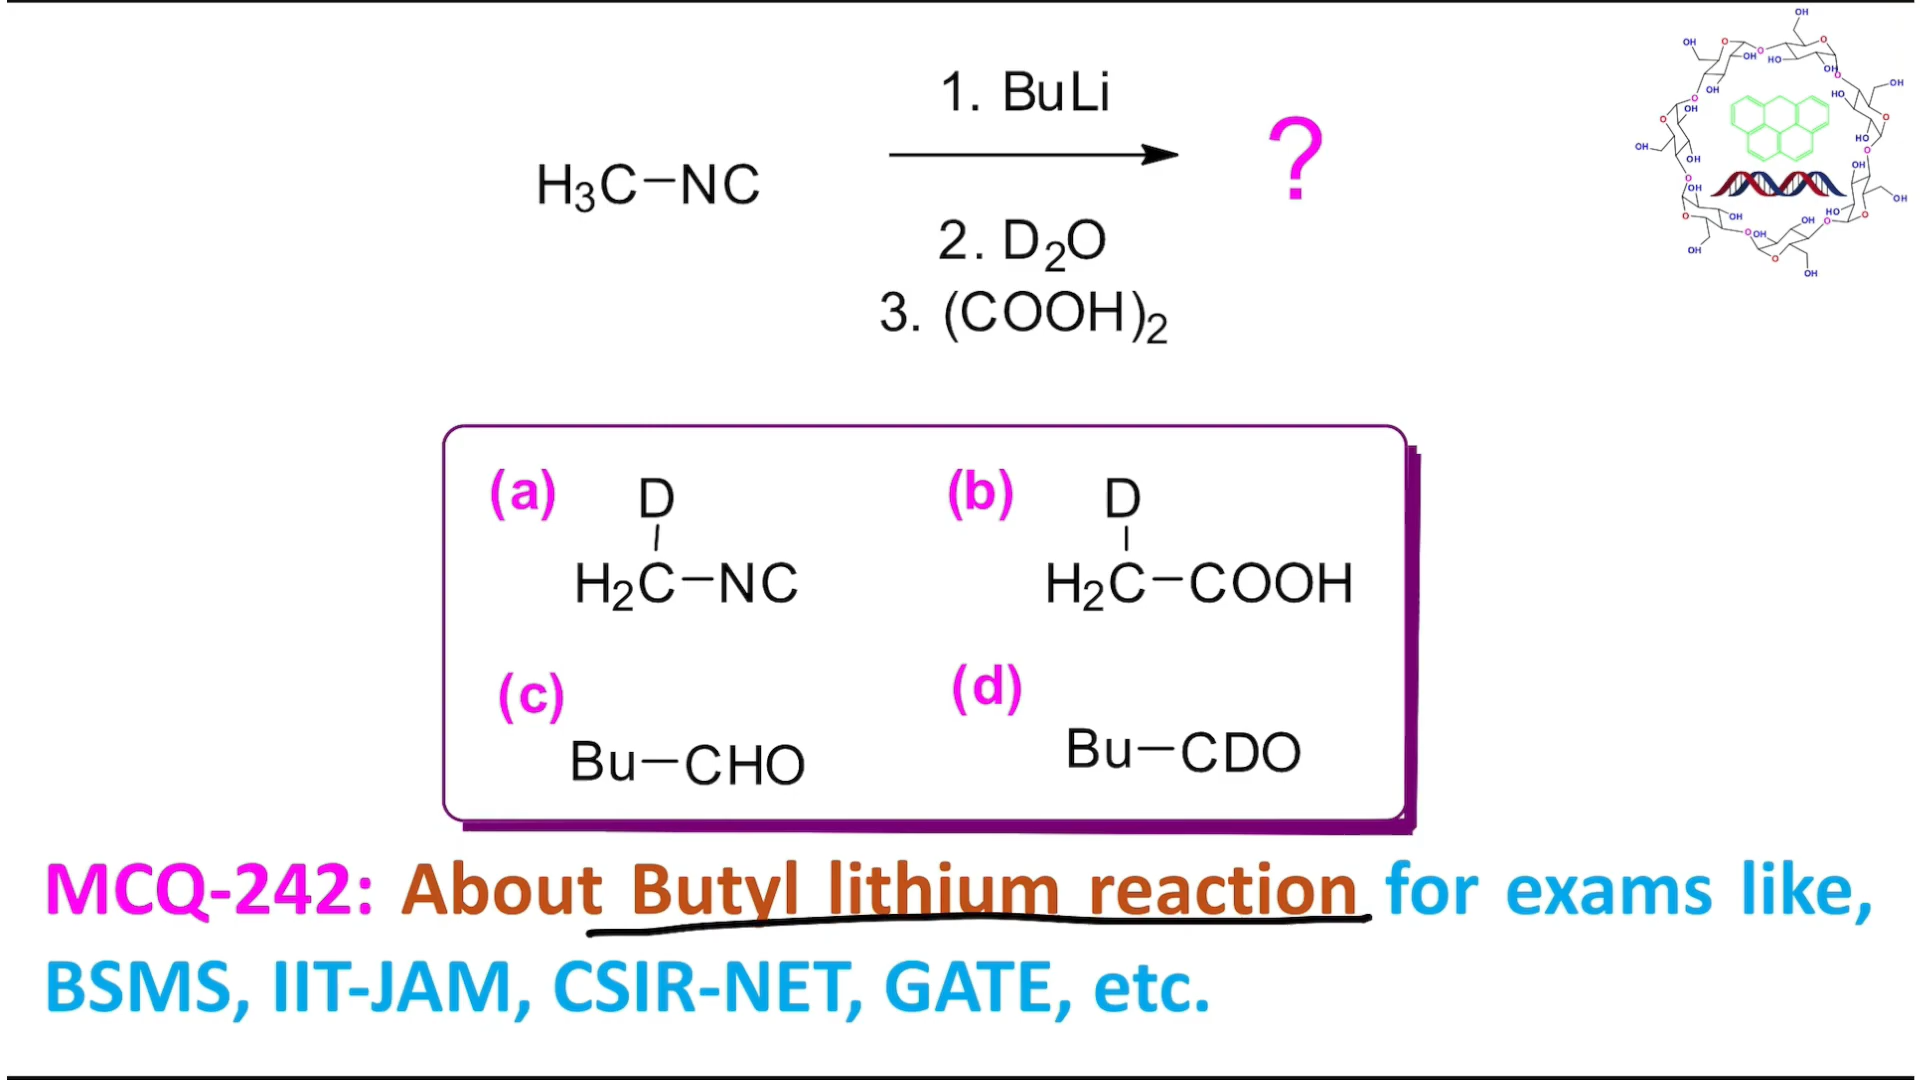 1. BuLi
H₃C–NC
?
2. D₂O
3. (COOH)₂
(a)
D
H₂C–NC
(b)
D
H₂C–COOH
(c)
Bu–CHO
(d)
Bu–CDO
MCQ-242: About Butyl lithium reaction for exams like,
BSMS, IIT-JAM, CSIR-NET, GATE, etc.